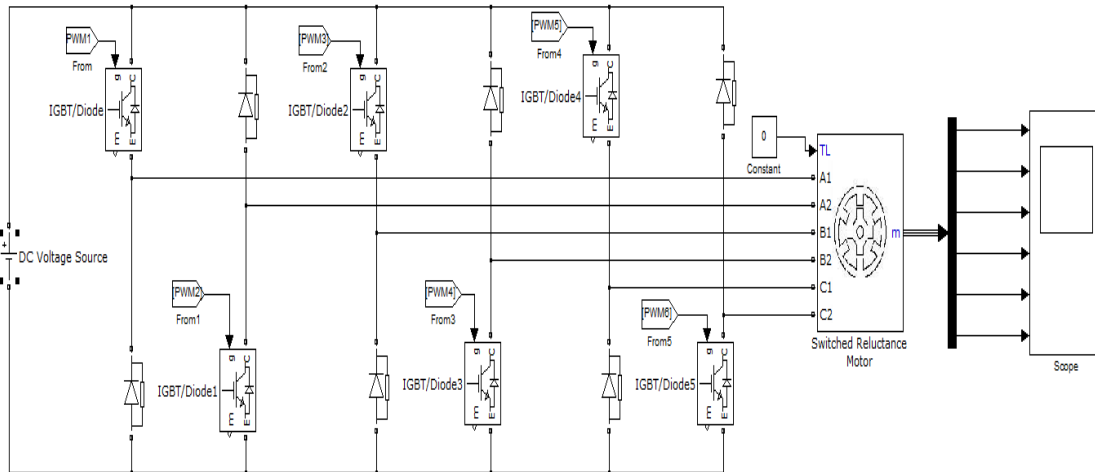 PWM1]
From
g
C
E
IGBT/Diode
[PWM3]
From2
g
C
E
IGBT/Diode2
[PWM5]
From4
g
C
E
IGBT/Diode4
0
Constant
TL
A1
A2
B1
B2
C1
C2
m
Switched Reluctance
Motor
Scope
+
DC Voltage Source
[PWM2]
From1
g
C
E
IGBT/Diode1
[PWM4]
From3
g
C
E
IGBT/Diode3
[PWM6]
From5
g
C
E
IGBT/Diode5